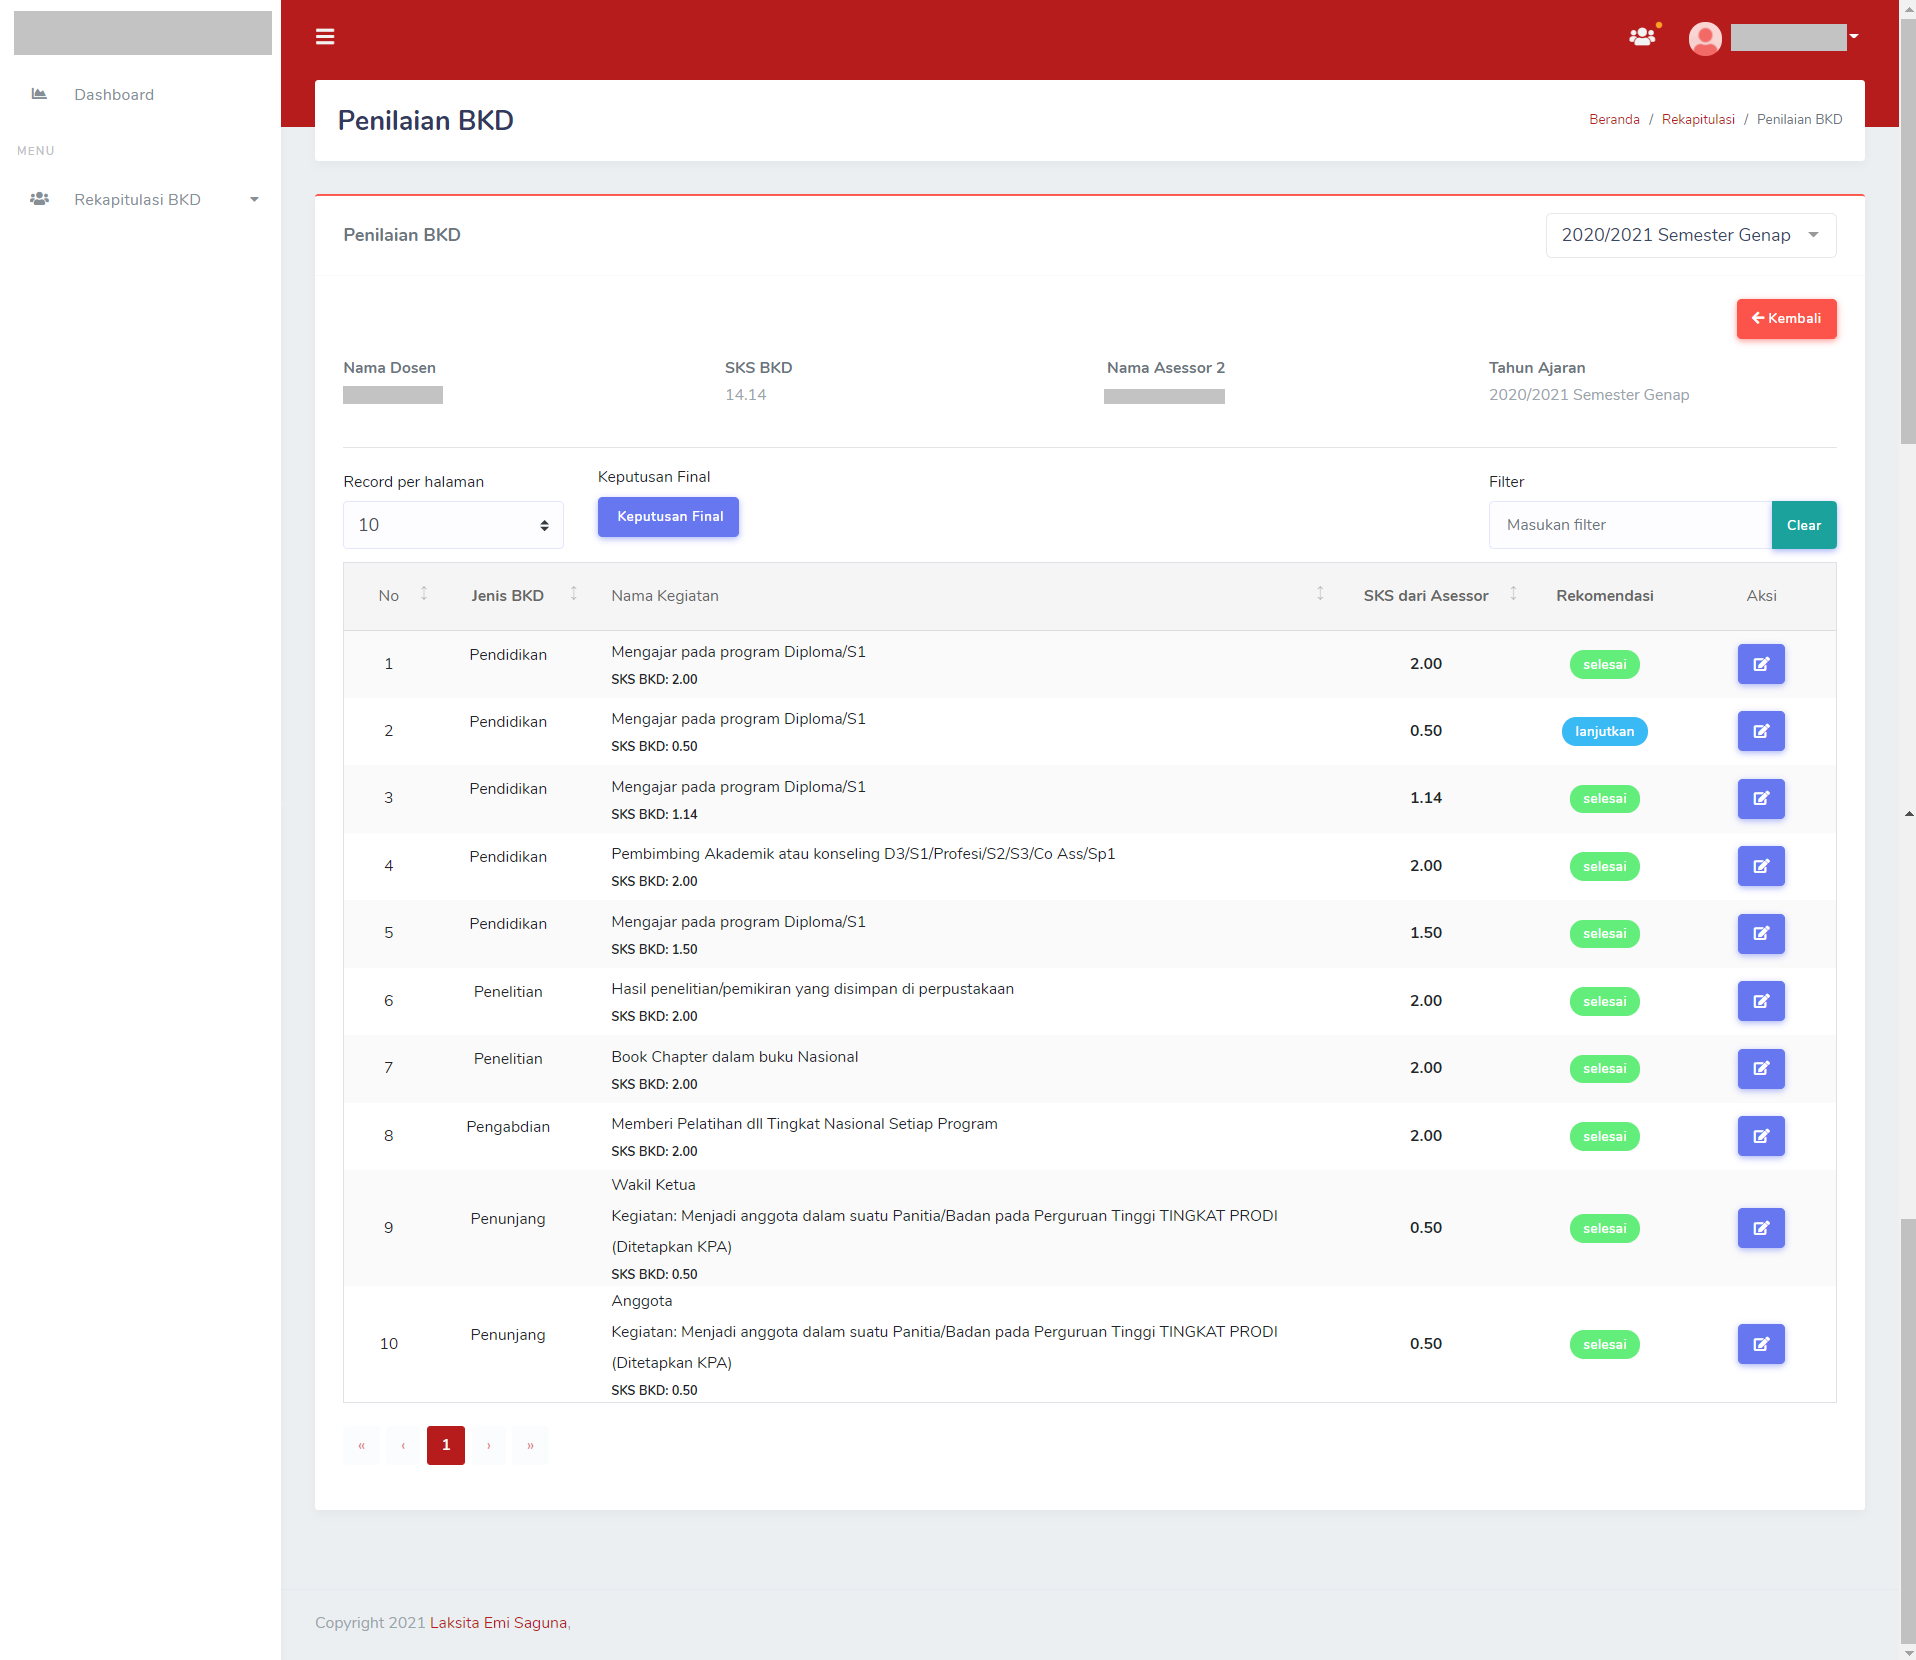 Dashboard
MENU
Rekapitulasi BKD
Penilaian BKD
Beranda / Rekapitulasi / Penilaian BKD
Penilaian BKD
2020/2021 Semester Genap
Kembali
Nama Dosen
SKS BKD
14.14
Nama Asessor 2
Tahun Ajaran
2020/2021 Semester Genap
Record per halaman
10
Keputusan Final
Keputusan Final
Filter
Masukan filter
Clear
No Jenis BKD Nama Kegiatan SKS dari Asessor Rekomendasi Aksi
1 Pendidikan Mengajar pada program Diploma/S1 2.00 selesai
SKS BKD: 2.00
2 Pendidikan Mengajar pada program Diploma/S1 0.50 lanjutkan
SKS BKD: 0.50
3 Pendidikan Mengajar pada program Diploma/S1 1.14 selesai
SKS BKD: 1.14
4 Pendidikan Pembimbing Akademik atau konseling D3/S1/Profesi/S2/S3/Co Ass/Sp1 2.00 selesai
SKS BKD: 2.00
5 Pendidikan Mengajar pada program Diploma/S1 1.50 selesai
SKS BKD: 1.50
6 Penelitian Hasil penelitian/pemikiran yang disimpan di perpustakaan 2.00 selesai
SKS BKD: 2.00
7 Penelitian Book Chapter dalam buku Nasional 2.00 selesai
SKS BKD: 2.00
8 Pengabdian Memberi Pelatihan dll Tingkat Nasional Setiap Program 2.00 selesai
SKS BKD: 2.00
Wakil Ketua
9 Penunjang Kegiatan: Menjadi anggota dalam suatu Panitia/Badan pada Perguruan Tinggi TINGKAT PRODI 0.50 selesai
(Ditetapkan KPA)
SKS BKD: 0.50
Anggota
10 Penunjang Kegiatan: Menjadi anggota dalam suatu Panitia/Badan pada Perguruan Tinggi TINGKAT PRODI 0.50 selesai
(Ditetapkan KPA)
SKS BKD: 0.50
« ‹ 1 › »
Copyright 2021 Laksita Emi Saguna,